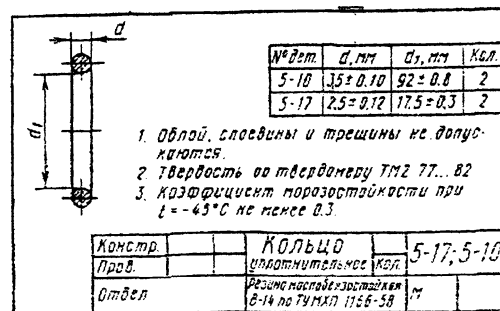 d
d₁
№ дет. d, мм d₁, мм Кол.
5-10 3,5±0.10 92±0.8 2
5-17 2.5±0.12 17.5±0.3 2
1. Облой, слоевины и трещины не допус-
каются.
2 Твердость по твердомеру ТМ2 77...82
3. Коэффициент морозостойкости при
t = -45°С не менее 0.3.
Констр. Кольцо 5-17; 5-10
Пров. уплотнительное кол.
Отдел Резина маслобензостойкая М
В-14 по ТУМХП 1166-58